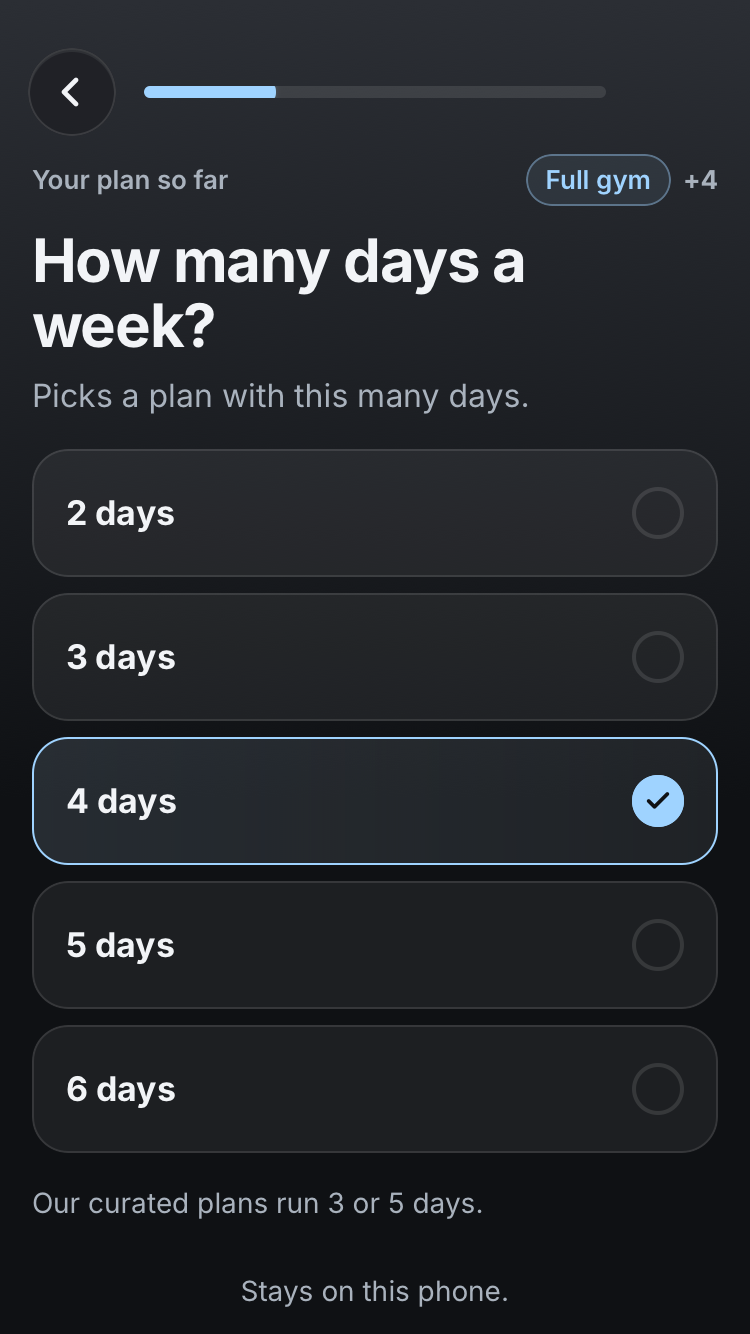 Your plan so far
Full gym
+4
How many days a
week?
Picks a plan with this many days.
2 days
3 days
4 days
5 days
6 days
Our curated plans run 3 or 5 days.
Stays on this phone.